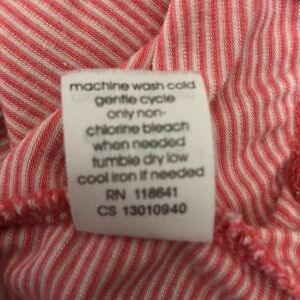 machine wash cold
gentle cycle
only non-
chlorine bleach
when needed
tumble dry low
cool iron if needed
RN 118641
CS 13010940